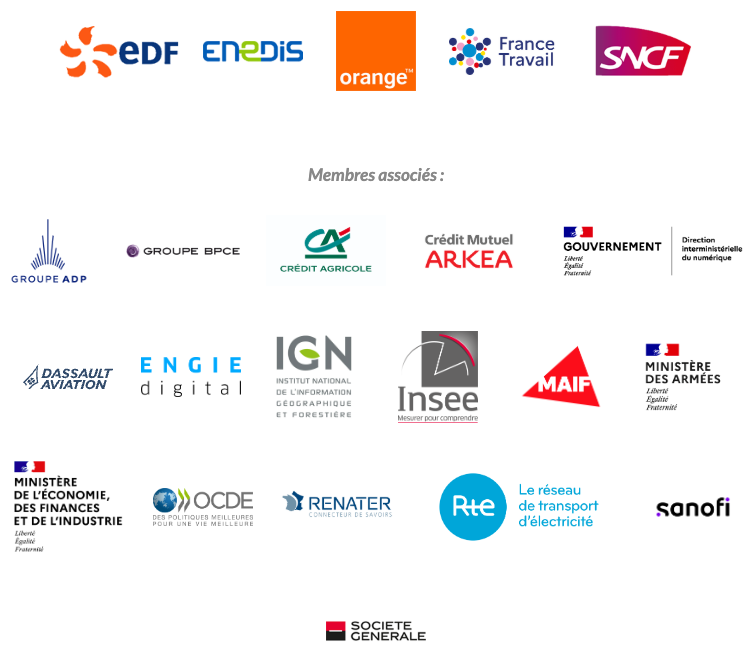 eDF
ENEDIS
orange™
France
Travail
SNCF
Membres associés :
GROUPE ADP
GROUPE BPCE
CA
CRÉDIT AGRICOLE
Crédit Mutuel
ARKEA
GOUVERNEMENT
Liberté
Égalité
Fraternité
Direction
interministérielle
du numérique
DASSAULT
AVIATION
ENGIE
digital
IGN
INSTITUT NATIONAL
DE L'INFORMATION
GÉOGRAPHIQUE
ET FORESTIÈRE
Insee
Mesurer pour comprendre
MAIF
MINISTÈRE
DES ARMÉES
Liberté
Égalité
Fraternité
MINISTÈRE
DE L'ÉCONOMIE,
DES FINANCES
ET DE L'INDUSTRIE
Liberté
Égalité
Fraternité
OCDE
DES POLITIQUES MEILLEURES
POUR UNE VIE MEILLEURE
RENATER
CONNECTEUR DE SAVOIRS
Rte
Le réseau
de transport
d'électricité
sanofi
SOCIETE
GENERALE